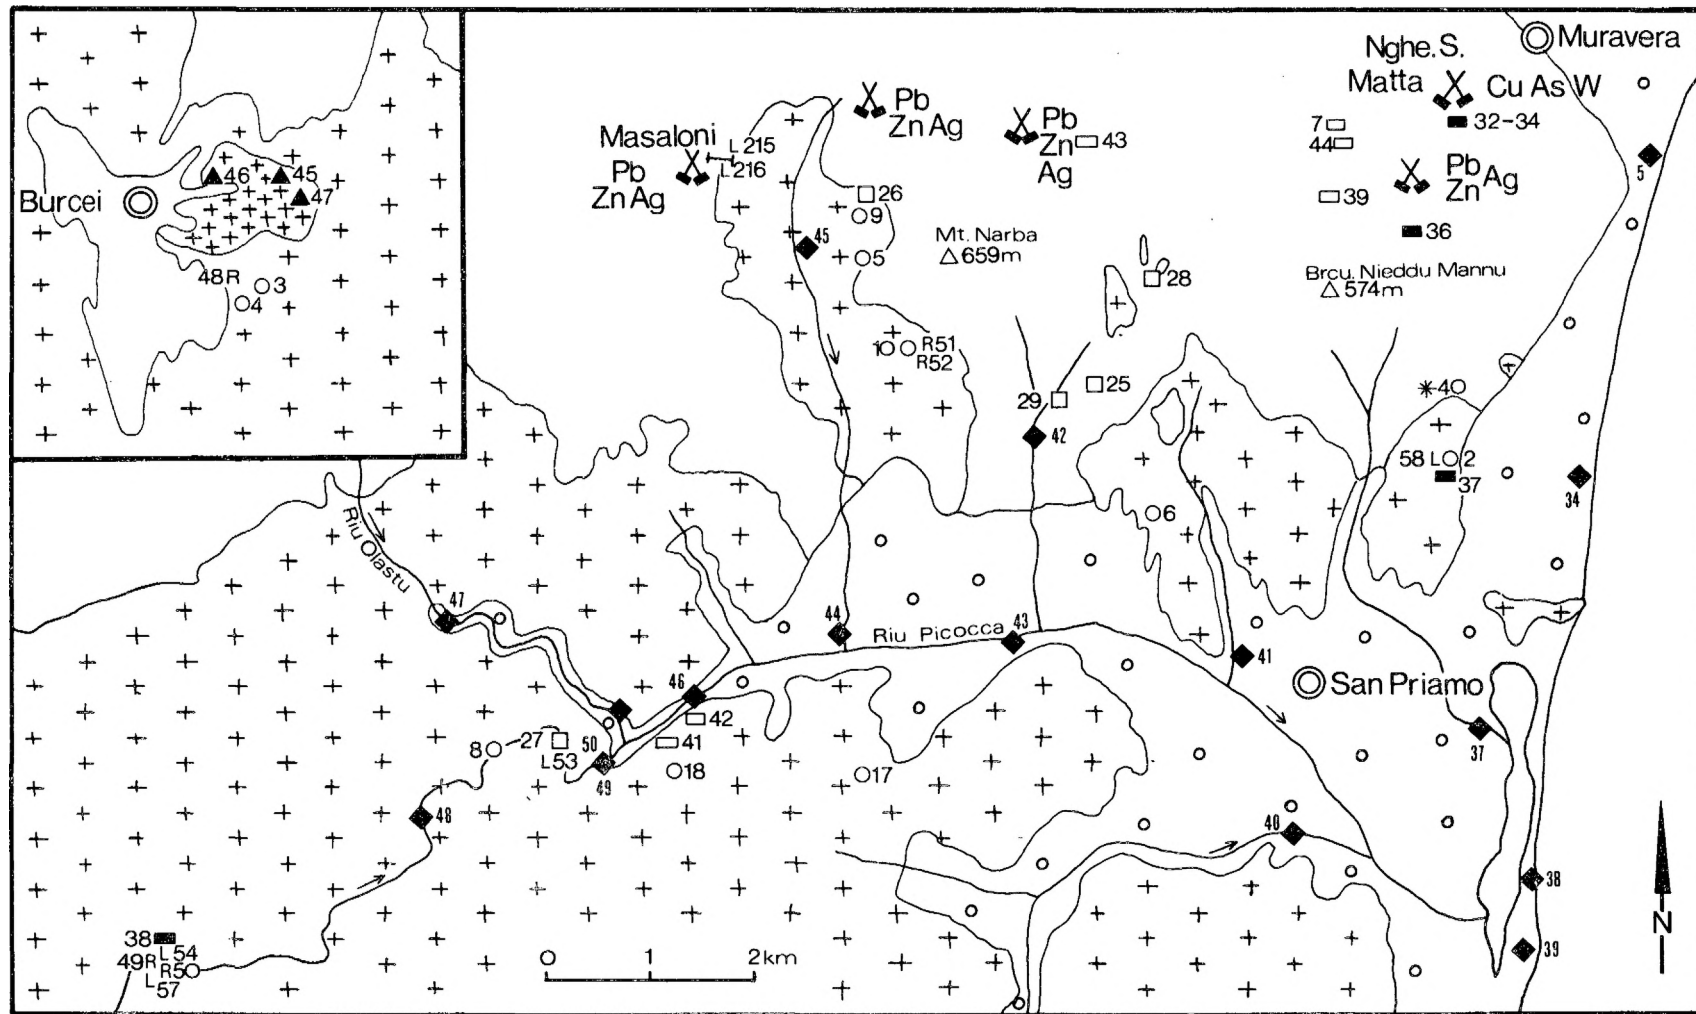 Burcei
46
45
47
48R
3
4
Nghe. S.
Matta
Cu As W
Muravera
32-34
7
44
Pb
Zn Ag
36
39
5
Masaloni
Pb
Zn Ag
L 215
L 216
Pb
Zn Ag
Pb
Zn
Ag
43
26
9
5
45
Mt. Narba
△ 659m
28
Brcu. Nieddu Mannu
△ 574m
R51
R52
10
25
29
42
4
58 L
2
37
34
6
Riu Olastu
47
44
Riu Picocca
43
41
San Priamo
46
42
41
18
17
50
49
27
L53
8
48
37
40
38
39
38
L54
49R
R5
L57
0 1 2km
N